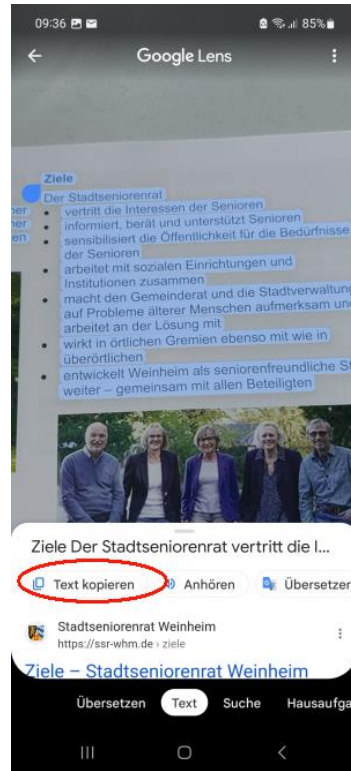 09:36 85%
Google Lens
Ziele
Der Stadtseniorenrat
• vertritt die Interessen der Senioren
• informiert, berät und unterstützt Senioren
• sensibilisiert die Öffentlichkeit für die Bedürfnisse
der Senioren
• arbeitet mit sozialen Einrichtungen und
Institutionen zusammen
• macht den Gemeinderat und die Stadtverwaltung
auf Probleme älterer Menschen aufmerksam und
arbeitet an der Lösung mit
• wirkt in örtlichen Gremien ebenso mit wie in
überörtlichen
• entwickelt Weinheim als seniorenfreundliche St
weiter – gemeinsam mit allen Beteiligten
Ziele Der Stadtseniorenrat vertritt die I...
Text kopieren Anhören Übersetzen
Stadtseniorenrat Weinheim
https://ssr-whm.de › ziele
Ziele – Stadtseniorenrat Weinheim
Übersetzen Text Suche Hausaufga